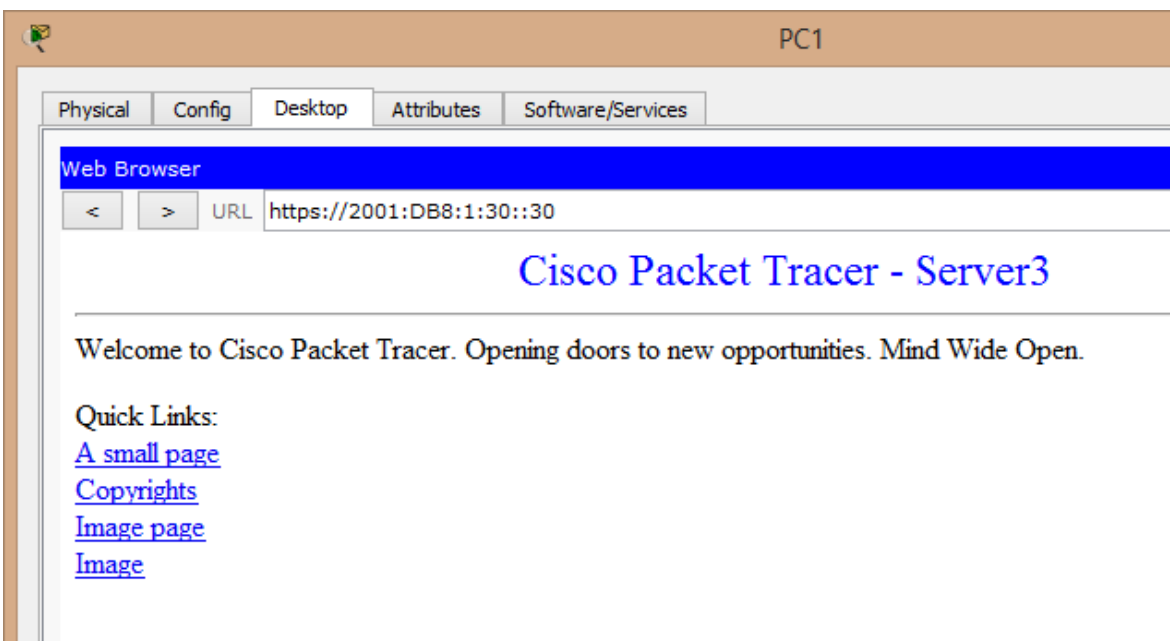 PC1
Physical Config Desktop Attributes Software/Services
Web Browser
< > URL https://2001:DB8:1:30::30
Cisco Packet Tracer - Server3
Welcome to Cisco Packet Tracer. Opening doors to new opportunities. Mind Wide Open.
Quick Links:
A small page
Copyrights
Image page
Image